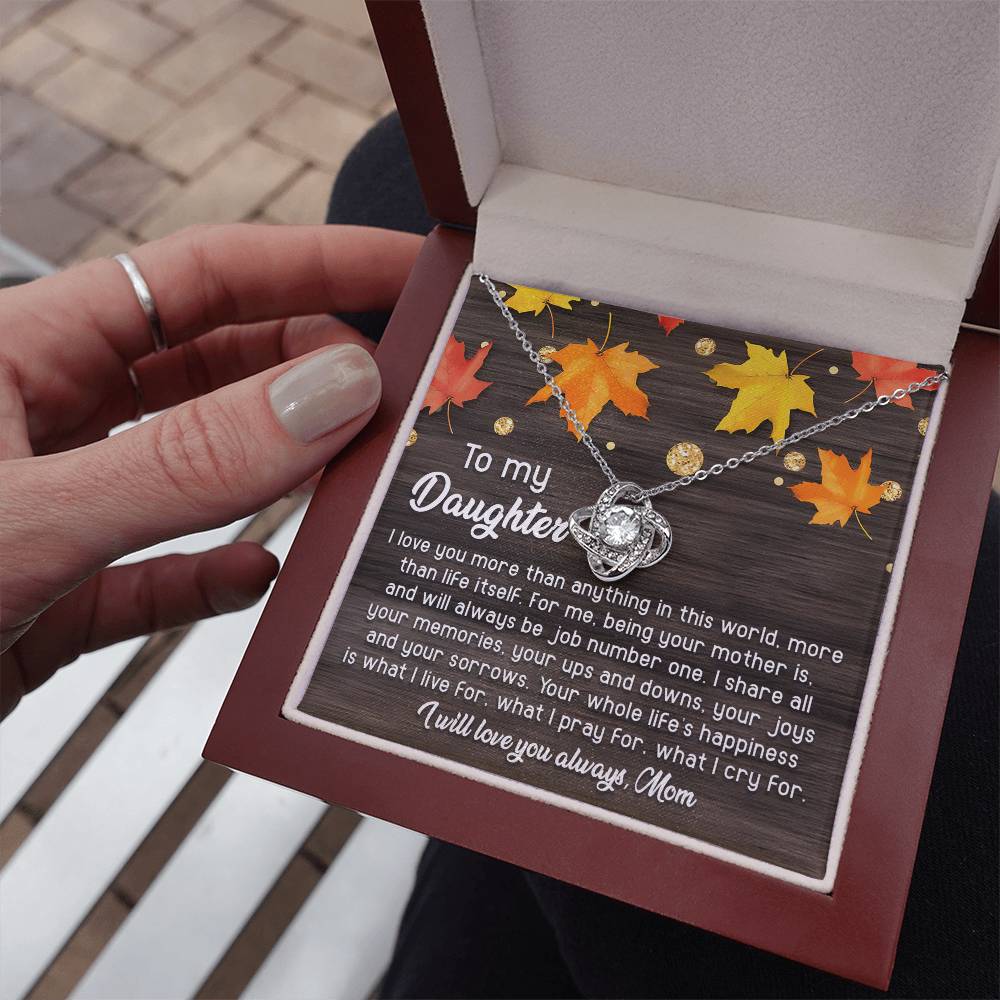 To my
Daughter
I love you more than anything in this world, more
than life itself. For me, being your mother is,
and will always be, job number one. I share all
your memories, your ups and downs, your joys
and your sorrows. Your whole life's happiness
is what I live for, what I pray for, what I cry for.
I will love you always, Mom